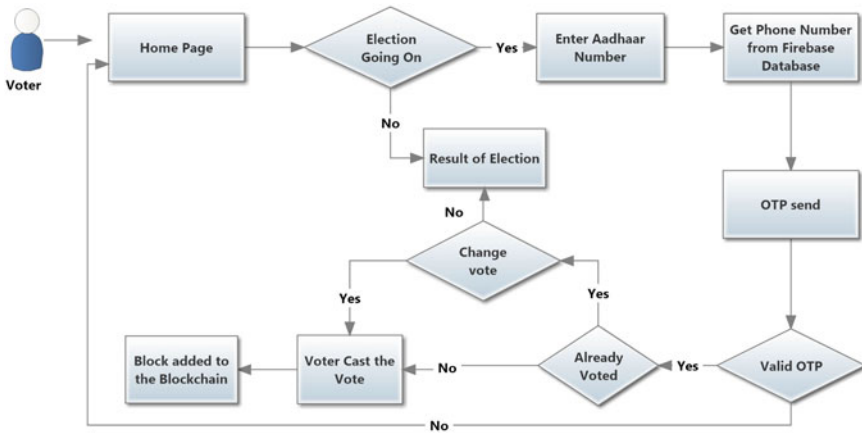 Voter
Home Page
Election
Going On
Yes
Enter Aadhaar
Number
Get Phone Number
from Firebase
Database
No
Result of Election
OTP send
No
Change
vote
Yes
Yes
Block added to
the Blockchain
Voter Cast the
Vote
No
Already
Voted
Yes
Valid OTP
No